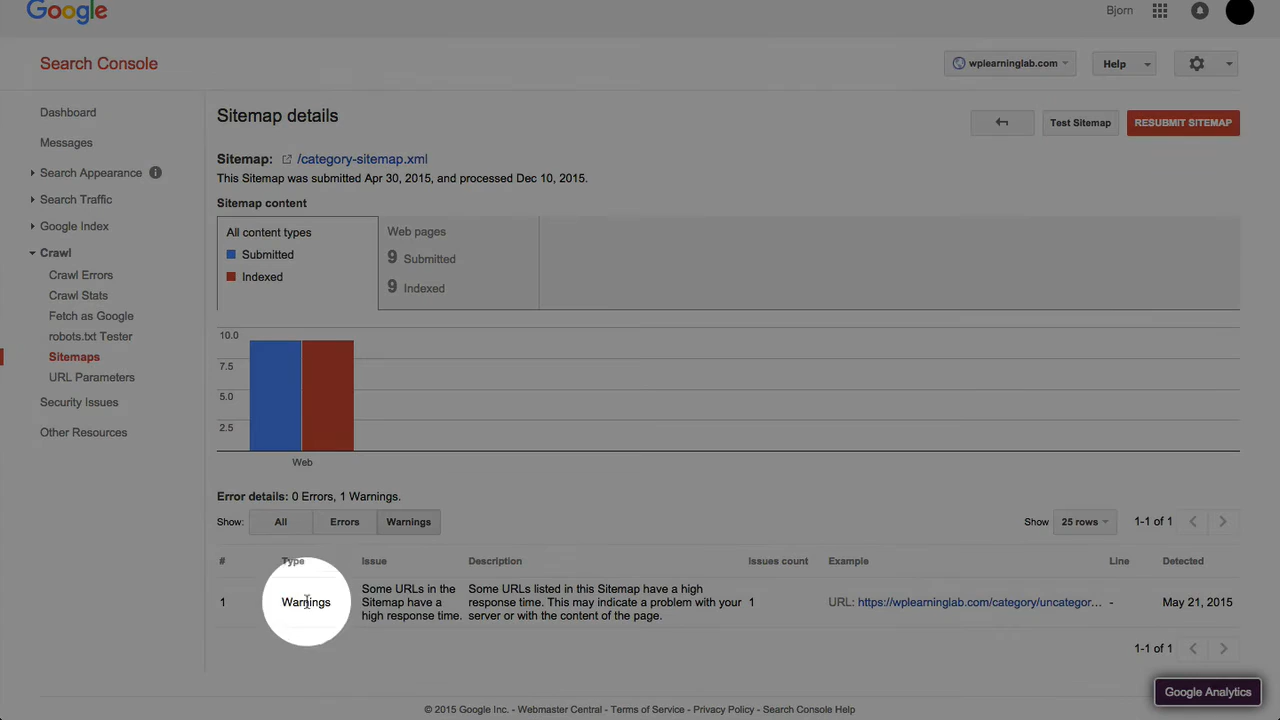 Google
Bjorn
Search Console
wplearninglab.com
Help
Dashboard
Messages
Search Appearance
Search Traffic
Google Index
Crawl
Crawl Errors
Crawl Stats
Fetch as Google
robots.txt Tester
Sitemaps
URL Parameters
Security Issues
Other Resources
Sitemap details
Test Sitemap
RESUBMIT SITEMAP
Sitemap: /category-sitemap.xml
This Sitemap was submitted Apr 30, 2015, and processed Dec 10, 2015.
Sitemap content
All content types
Submitted
Indexed
Web pages
9 Submitted
9 Indexed
10.0
7.5
5.0
2.5
Web
Error details: 0 Errors, 1 Warnings.
Show: All Errors Warnings
Show 25 rows 1-1 of 1
# Type Issue Description Issues count Example Line Detected
1
Warnings
Some URLs in the
Sitemap have a
high response time.
Some URLs listed in this Sitemap have a high
response time. This may indicate a problem with your
server or with the content of the page.
1
URL: https://wplearninglab.com/category/uncategor...
-
May 21, 2015
1-1 of 1
Google Analytics
© 2015 Google Inc. - Webmaster Central - Terms of Service - Privacy Policy - Search Console Help